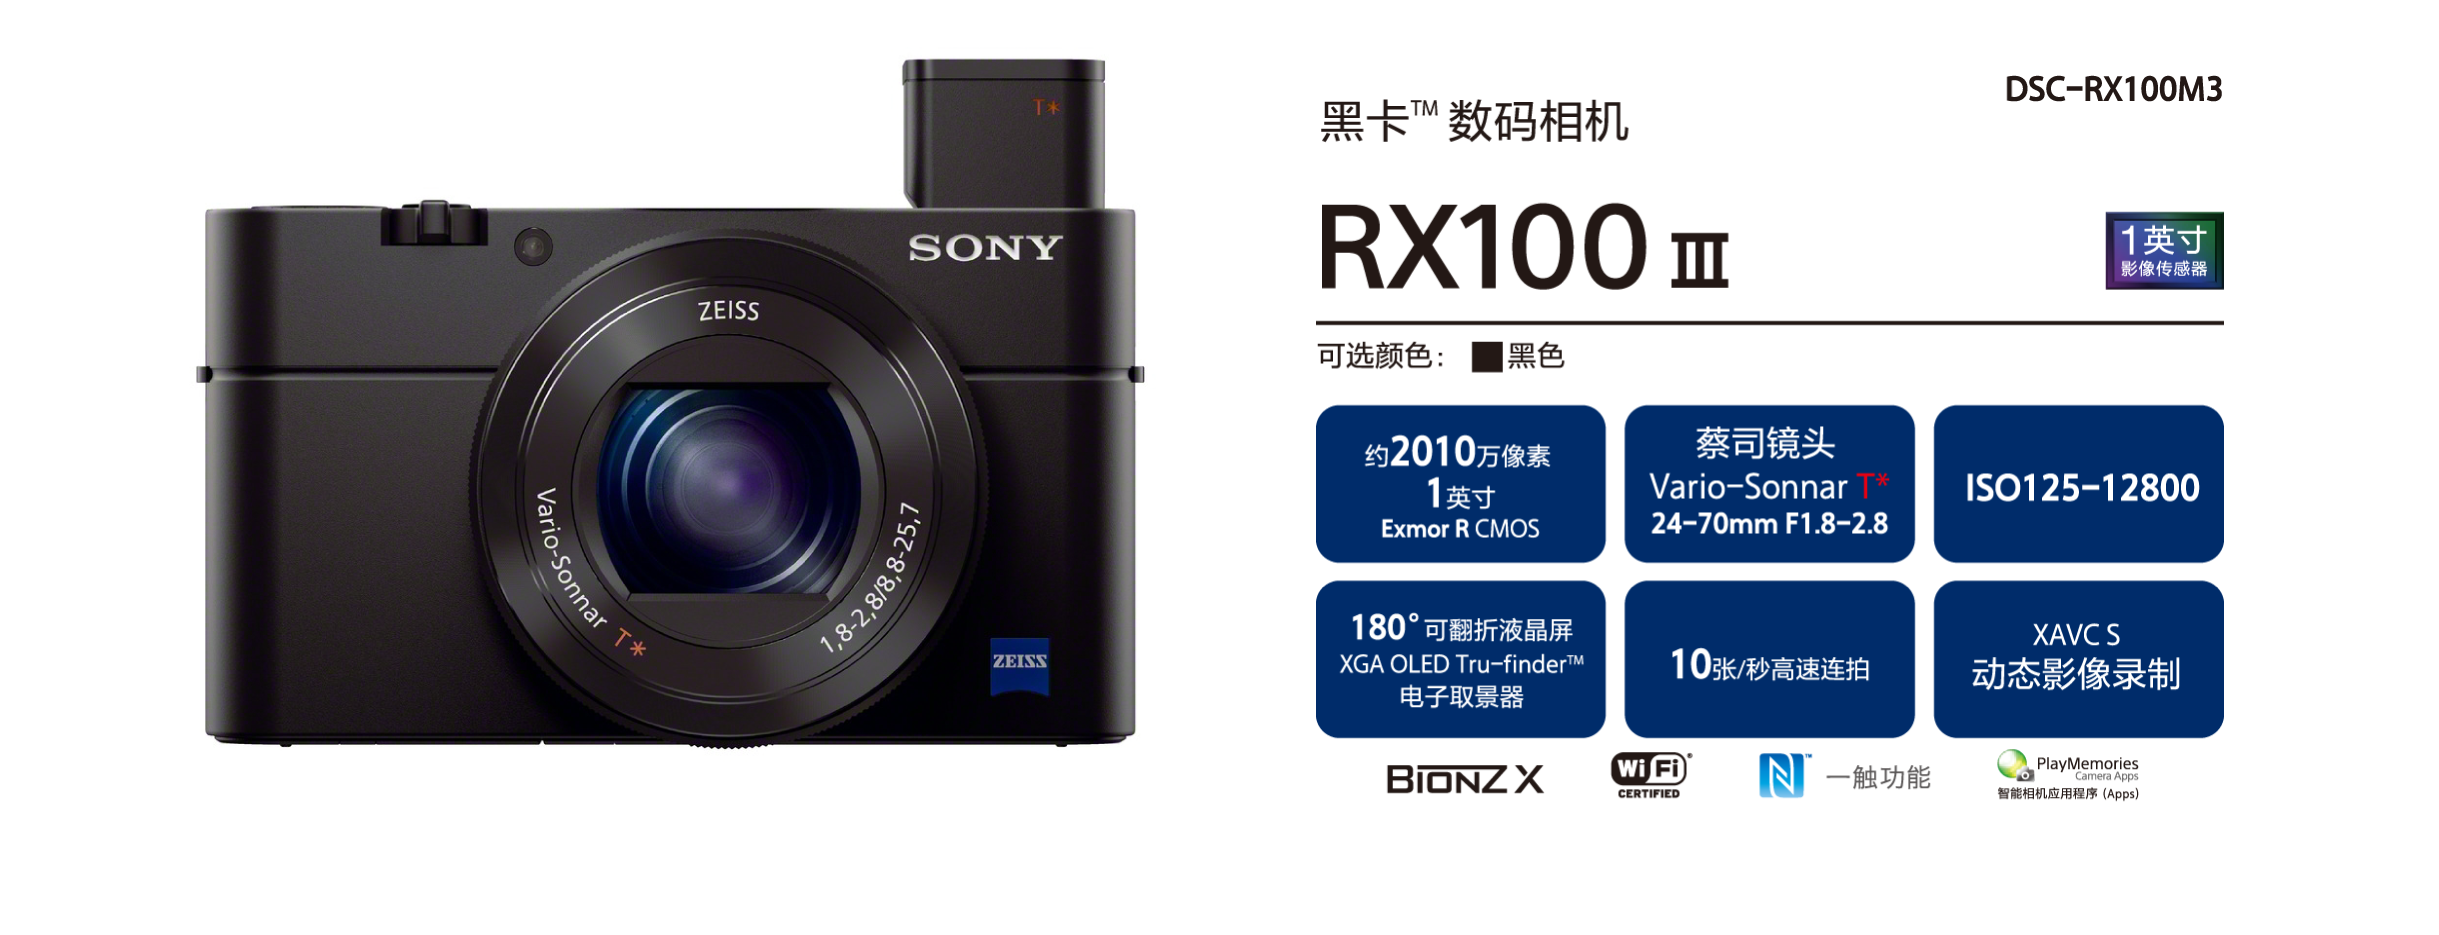 T*
SONY
ZEISS
Vario-Sonnar T*
1,8-2,8/8,8-25,7
ZEISS
DSC-RX100M3
黑卡™ 数码相机
RX100 III
1英寸
影像传感器
可选颜色： 黑色
约2010万像素
1英寸
Exmor R CMOS
蔡司镜头
Vario-Sonnar T*
24-70mm F1.8-2.8
ISO125-12800
180°可翻折液晶屏
XGA OLED Tru-finder™
电子取景器
10张/秒高速连拍
XAVC S
动态影像录制
BIONZ X
Wi Fi®
CERTIFIED
N™ 一触功能
PlayMemories
Camera Apps
智能相机应用程序 (Apps)